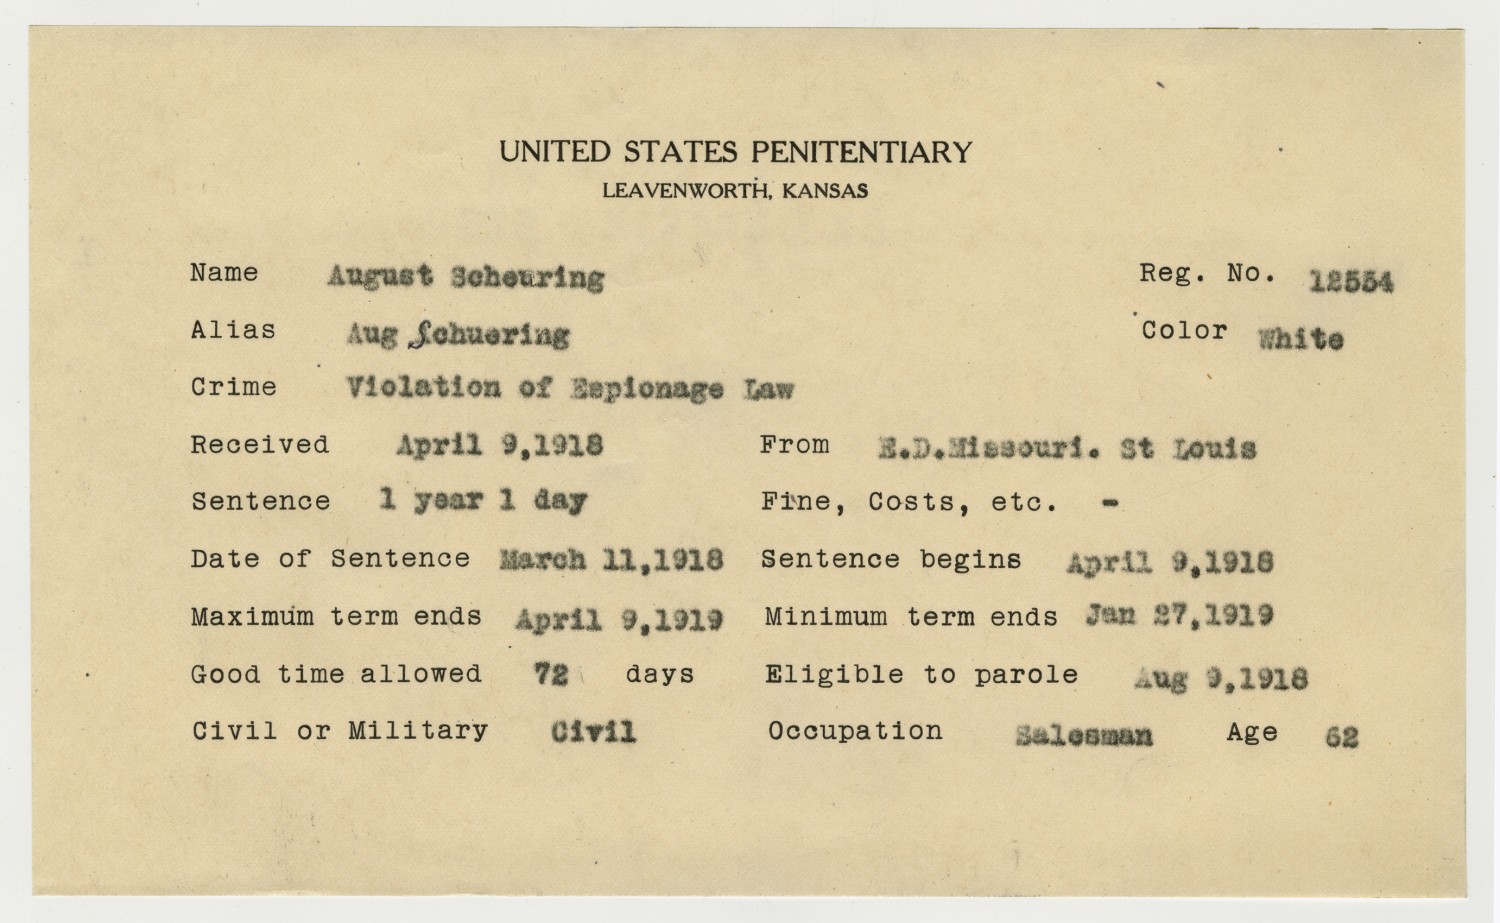 UNITED STATES PENITENTIARY
LEAVENWORTH, KANSAS
Name August Scheuring Reg. No. 12554
Alias Aug Schuering Color White
Crime Violation of Espionage Law
Received April 9,1918 From E.D.Missouri. St Louis
Sentence 1 year 1 day Fine, Costs, etc. -
Date of Sentence March 11,1918 Sentence begins April 9,1918
Maximum term ends April 9,1919 Minimum term ends Jan 27,1919
Good time allowed 72 days Eligible to parole Aug 9,1918
Civil or Military Civil Occupation Salesman Age 62